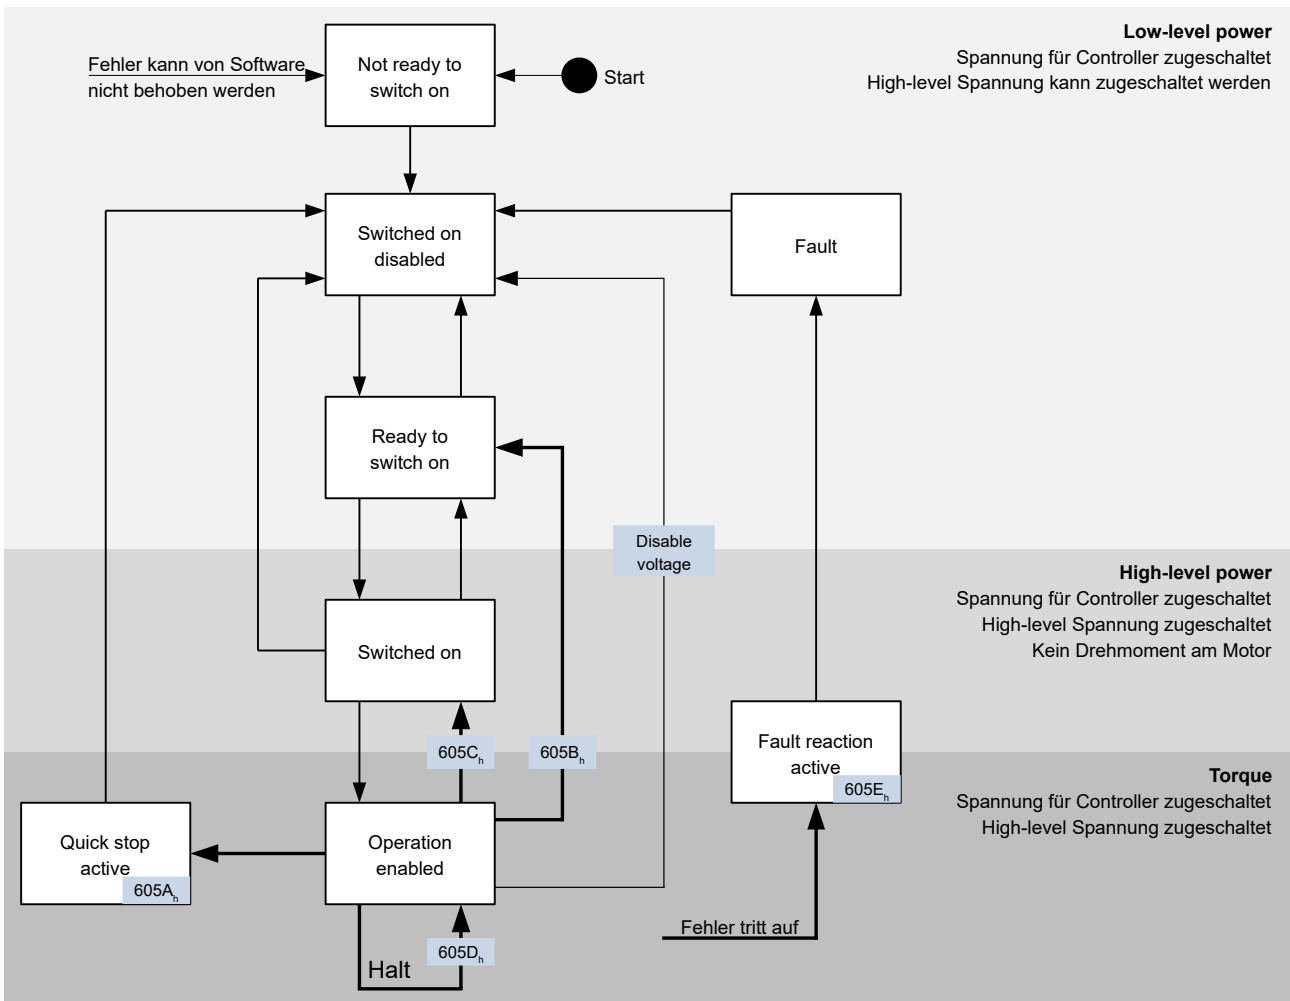 Low-level power
Spannung für Controller zugeschaltet
High-level Spannung kann zugeschaltet werden
Fehler kann von Software
nicht behoben werden
Not ready to
switch on
Start
Switched on
disabled
Fault
Ready to
switch on
Disable
voltage
High-level power
Spannung für Controller zugeschaltet
High-level Spannung zugeschaltet
Kein Drehmoment am Motor
Switched on
605Ch
605Bh
Fault reaction
active
605Eh
Torque
Spannung für Controller zugeschaltet
High-level Spannung zugeschaltet
Quick stop
active
605Ah
Operation
enabled
Fehler tritt auf
605Dh
Halt